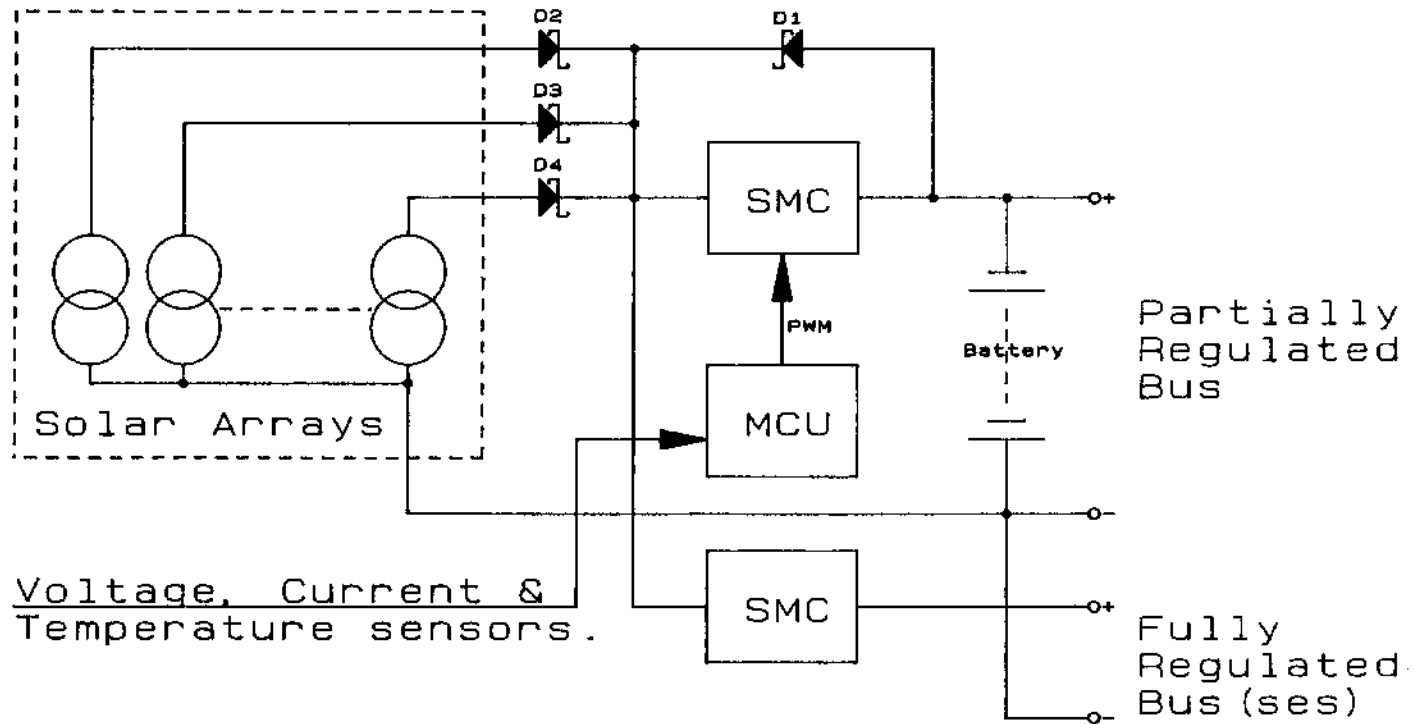 D2
D1
D3
D4
SMC
o+
PWM
Battery
Partially
Regulated
Bus
MCU
Solar Arrays
o-
Voltage, Current &
Temperature sensors.
SMC
o+
Fully
Regulated
Bus(ses)
o-